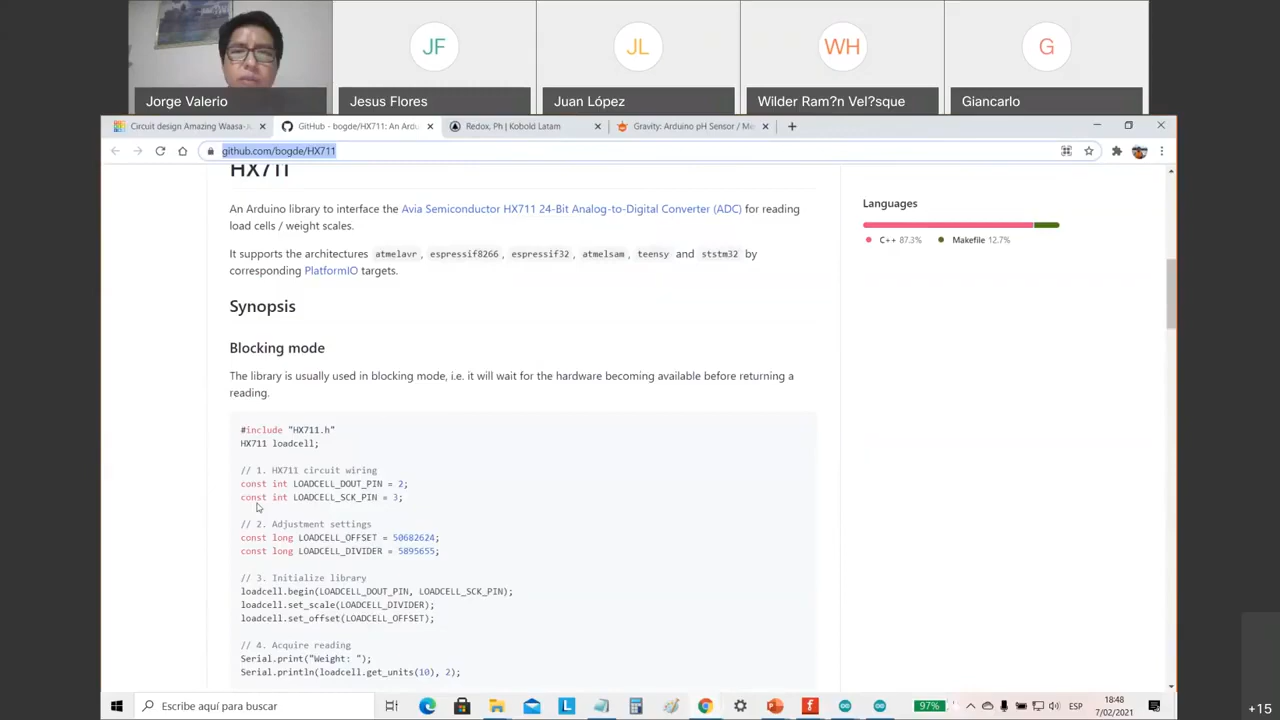 JF
JL
WH
G
Jorge Valerio
Jesus Flores
Juan López
Wilder Ram?n Vel?sque
Giancarlo
Circuit design Amazing Waasa-J
GitHub - bogde/HX711: An Ardu
Redox, Ph | Kobold Latam
Gravity: Arduino pH Sensor / Me
github.com/bogde/HX711
HX711
An Arduino library to interface the Avia Semiconductor HX711 24-Bit Analog-to-Digital Converter (ADC) for reading
load cells / weight scales.
It supports the architectures atmelavr, espressif8266, espressif32, atmelsam, teensy and ststm32 by
corresponding PlatformIO targets.
Languages
C++ 87.3%
Makefile 12.7%
Synopsis
Blocking mode
The library is usually used in blocking mode, i.e. it will wait for the hardware becoming available before returning a
reading.
#include "HX711.h"
HX711 loadcell;
// 1. HX711 circuit wiring
const int LOADCELL_DOUT_PIN = 2;
const int LOADCELL_SCK_PIN = 3;
// 2. Adjustment settings
const long LOADCELL_OFFSET = 50682624;
const long LOADCELL_DIVIDER = 5895655;
// 3. Initialize library
loadcell.begin(LOADCELL_DOUT_PIN, LOADCELL_SCK_PIN);
loadcell.set_scale(LOADCELL_DIVIDER);
loadcell.set_offset(LOADCELL_OFFSET);
// 4. Acquire reading
Serial.print("Weight: ");
Serial.println(loadcell.get_units(10), 2);
Escribe aquí para buscar
L
f
97%
ESP
18:48
7/02/2021
+15